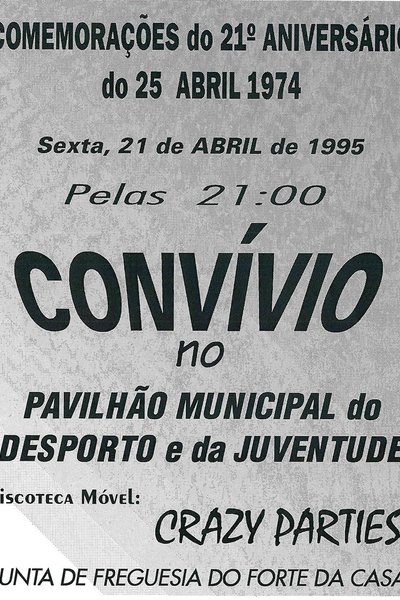 COMEMORAÇÕES do 21º ANIVERSÁRIO
do 25 ABRIL 1974
Sexta, 21 de ABRIL de 1995
Pelas 21:00
CONVÍVIO
no
PAVILHÃO MUNICIPAL do
DESPORTO e da JUVENTUDE
ISCOTECA MÓVEL:
CRAZY PARTIES
UNTA DE FREGUESIA DO FORTE DA CASA